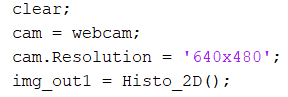 clear;
cam = webcam;
cam.Resolution = '640x480';
img_out1 = Histo_2D();